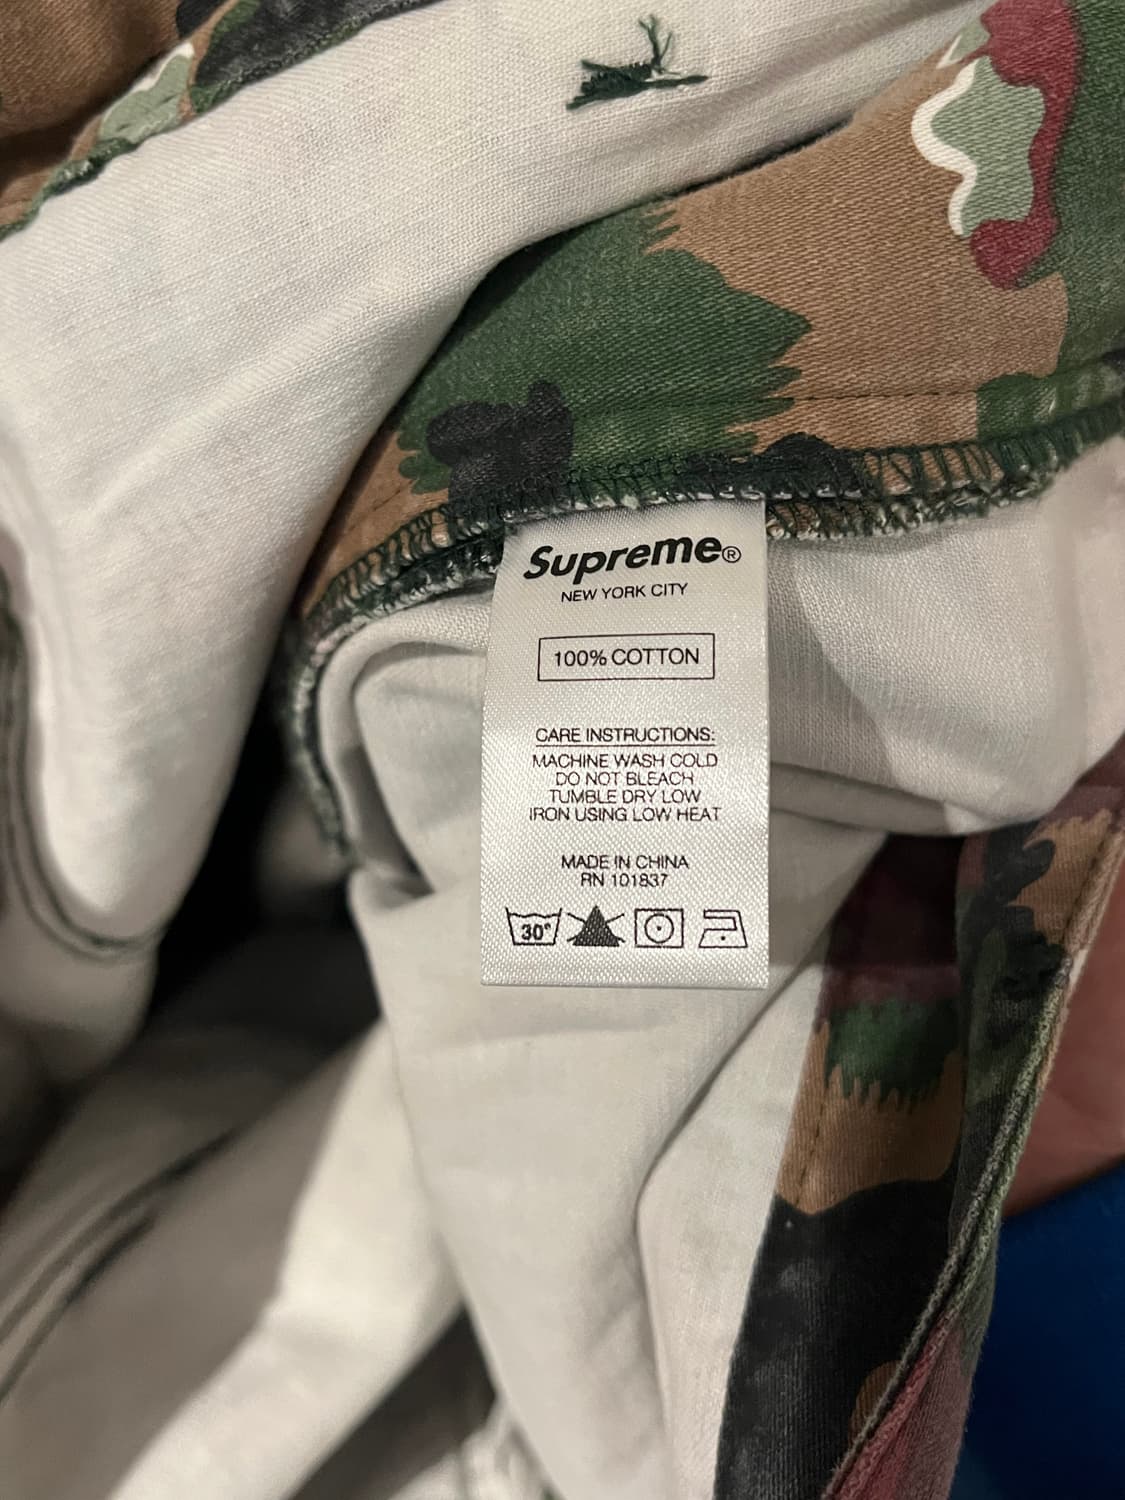 Supreme®
NEW YORK CITY
100% COTTON
CARE INSTRUCTIONS:
MACHINE WASH COLD
DO NOT BLEACH
TUMBLE DRY LOW
IRON USING LOW HEAT
MADE IN CHINA
RN 101837
30°